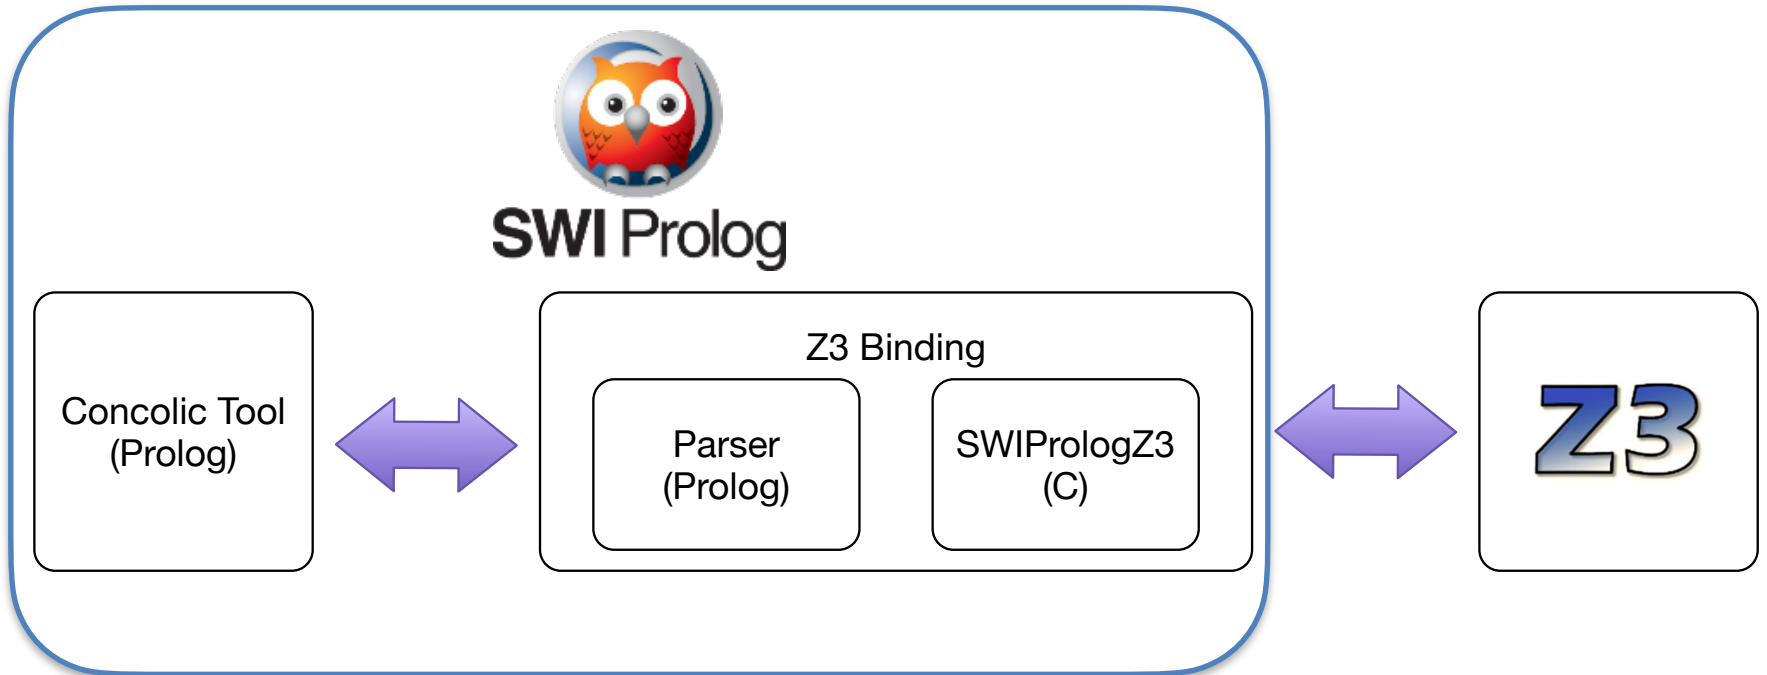 SWI Prolog
Z3 Binding
Concolic Tool
(Prolog)
Parser
(Prolog)
SWIPrologZ3
(C)
Z3